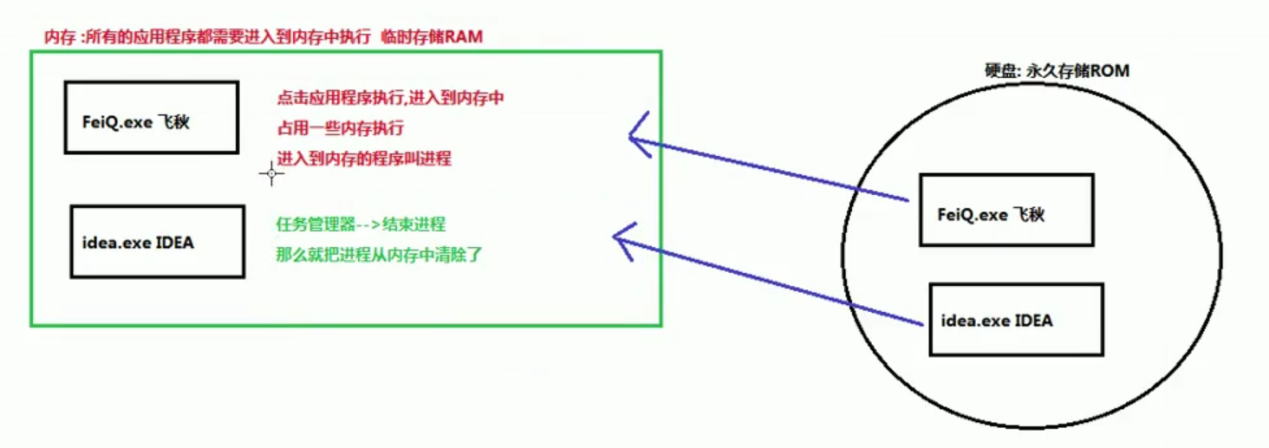 内存 :所有的应用程序都需要进入到内存中执行 临时存储RAM
硬盘: 永久存储ROM
FeiQ.exe 飞秋
点击应用程序执行,进入到内存中
占用一些内存执行
进入到内存的程序叫进程
idea.exe IDEA
任务管理器-->结束进程
那么就把进程从内存中清除了
FeiQ.exe 飞秋
idea.exe IDEA